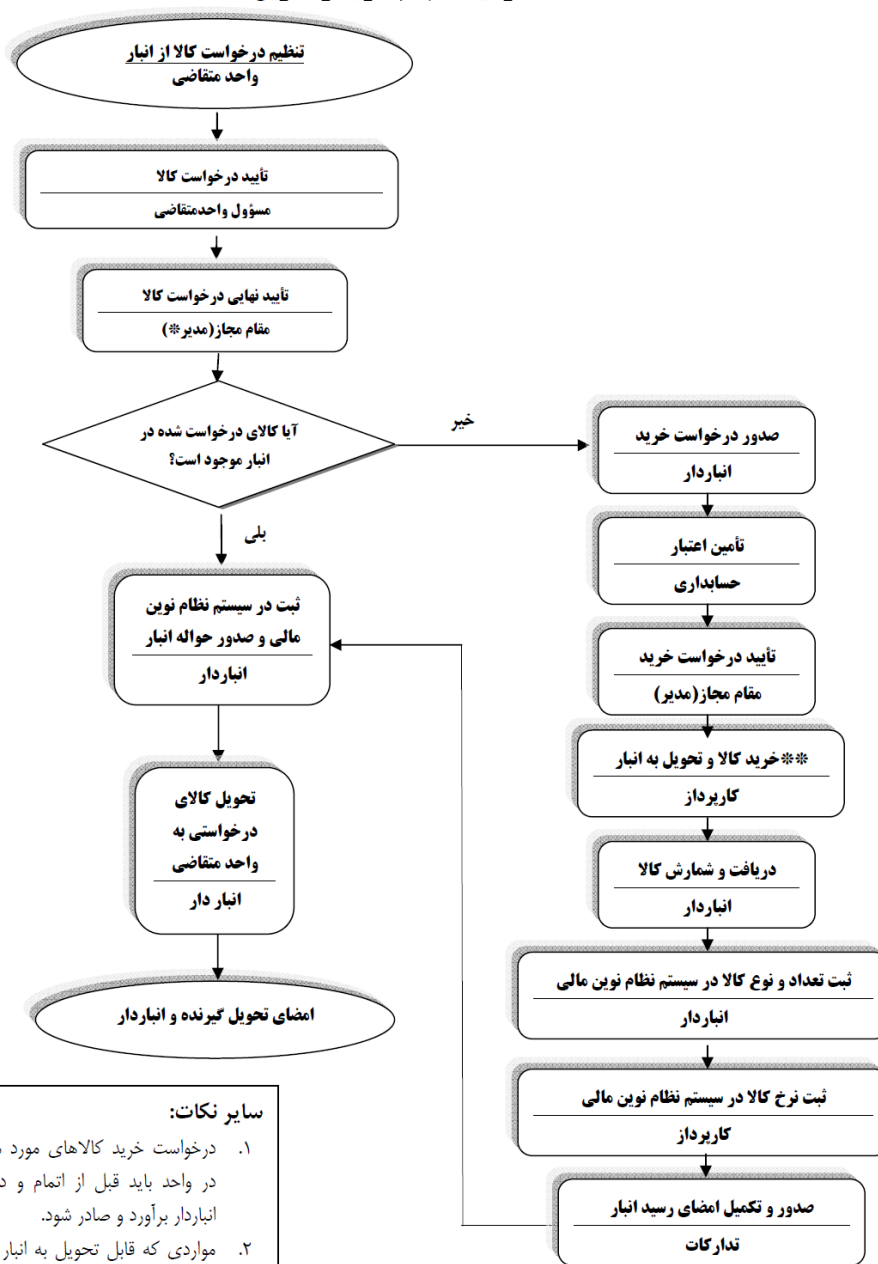 تنظیم درخواست کالا از انبار
واحد متقاضی
تأیید درخواست کالا
مسؤول واحدمتقاضی
تأیید نهایی درخواست کالا
مقام مجاز(مدیر*)
آیا کالای درخواست شده در
انبار موجود است؟
خیر
بلی
ثبت در سیستم نظام نوین
مالی و صدور حواله انبار
انباردار
تحویل کالای
درخواستی به
واحد متقاضی
انبار دار
امضای تحویل گیرنده و انباردار
صدور درخواست خرید
انباردار
تأمین اعتبار
حسابداری
تأیید درخواست خرید
مقام مجاز(مدیر)
**خرید کالا و تحویل به انبار
کارپرداز
دریافت و شمارش کالا
انباردار
ثبت تعداد و نوع کالا در سیستم نظام نوین مالی
انباردار
ثبت نرخ کالا در سیستم نظام نوین مالی
کارپرداز
صدور و تکمیل امضای رسید انبار
تدارکات
سایر نکات:
۱. درخواست خرید کالاهای مورد
در واحد باید قبل از اتمام و
انباردار برآورد و صادر شود.
۲. مواردی که قابل تحویل به انبار